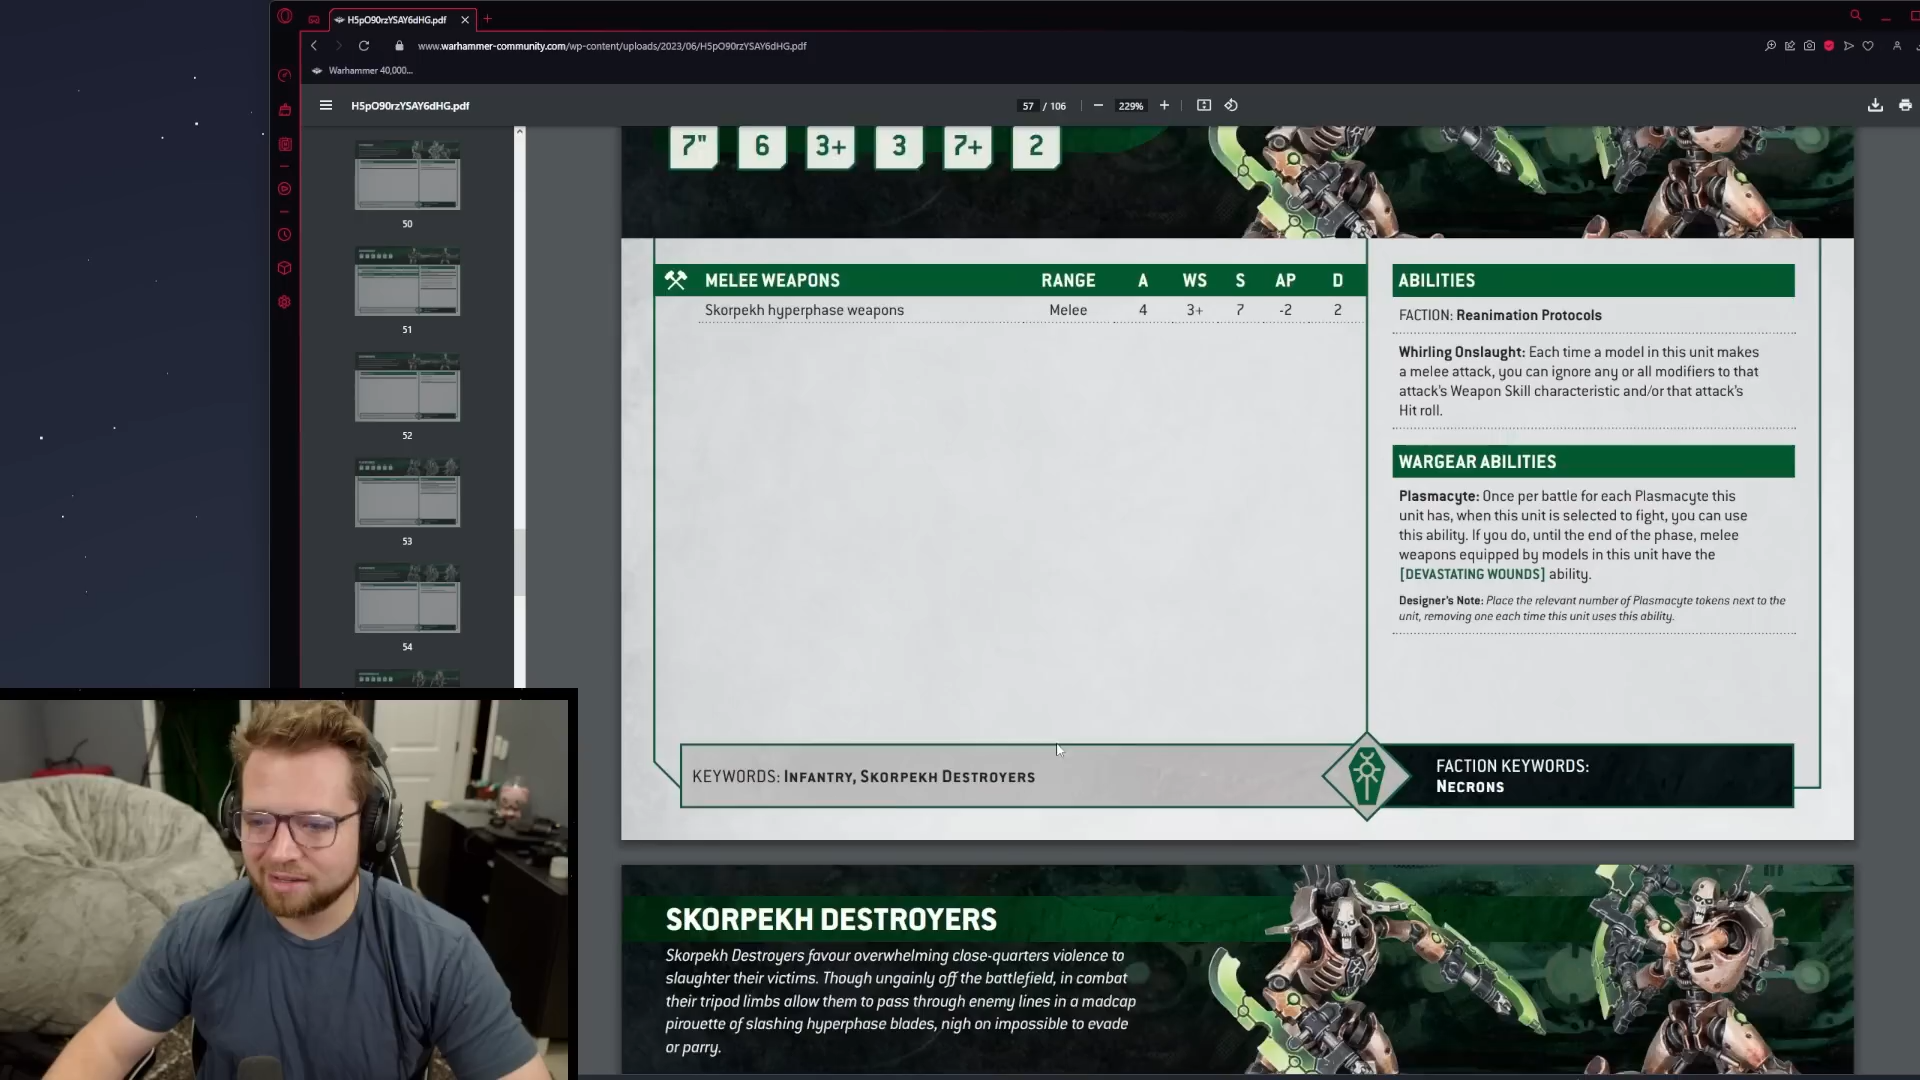 H5pO90rzYSAY6dHG.pdf
www.warhammer-community.com/wp-content/uploads/2023/06/H5pO90rzYSAY6dHG.pdf
Warhammer 40,000...
H5pO90rzYSAY6dHG.pdf
57 / 106
229%
50
51
52
53
54
7" 6 3+ 3 7+ 2
MELEE WEAPONS RANGE A WS S AP D
Skorpekh hyperphase weapons Melee 4 3+ 7 -2 2
ABILITIES
FACTION: Reanimation Protocols
Whirling Onslaught: Each time a model in this unit makes
a melee attack, you can ignore any or all modifiers to that
attack's Weapon Skill characteristic and/or that attack's
Hit roll.
WARGEAR ABILITIES
Plasmacyte: Once per battle for each Plasmacyte this
unit has, when this unit is selected to fight, you can use
this ability. If you do, until the end of the phase, melee
weapons equipped by models in this unit have the
[DEVASTATING WOUNDS] ability.
Designer's Note: Place the relevant number of Plasmacyte tokens next to the
unit, removing one each time this unit uses this ability.
KEYWORDS: INFANTRY, SKORPEKH DESTROYERS
FACTION KEYWORDS:
NECRONS
SKORPEKH DESTROYERS
Skorpekh Destroyers favour overwhelming close-quarters violence to
slaughter their victims. Though ungainly off the battlefield, in combat
their tripod limbs allow them to pass through enemy lines in a madcap
pirouette of slashing hyperphase blades, nigh on impossible to evade
or parry.